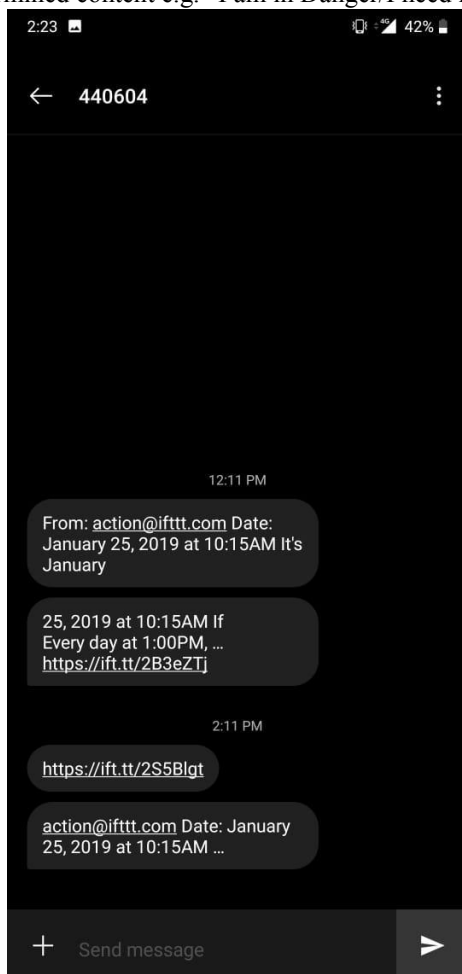 2:23 4G 42%
440604
12:11 PM
From: action@ifttt.com Date:
January 25, 2019 at 10:15AM It's
January
25, 2019 at 10:15AM If
Every day at 1:00PM, ...
https://ift.tt/2B3eZTj
2:11 PM
https://ift.tt/2S5Blgt
action@ifttt.com Date: January
25, 2019 at 10:15AM ...
Send message